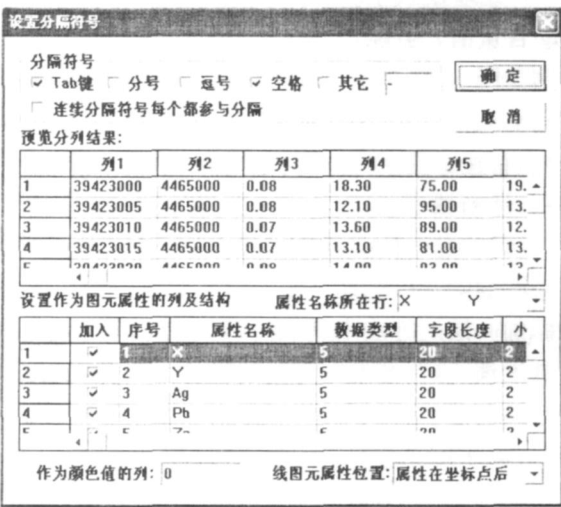 设置分隔符号
分隔符号
Tab键 分号 逗号 空格 其它 -
确 定
连续分隔符号每个都参与分隔
取 消
预览分列结果:
列1 列2 列3 列4 列5
1 39423000 4465000 0.08 18.30 75.00 19.
2 39423005 4465000 0.08 12.10 95.00 13.
3 39423010 4465000 0.07 13.60 89.00 12.
4 39423015 4465000 0.07 13.10 81.00 13.
设置作为图元属性的列及结构 属性名称所在行: X Y
加入 序号 属性名称 数据类型 字段长度 小
1 1 X 5 20 2
2 2 Y 5 20 2
3 3 Ag 5 20 2
4 4 Pb 5 20 2
作为颜色值的列: 0 线图元属性位置: 属性在坐标点后